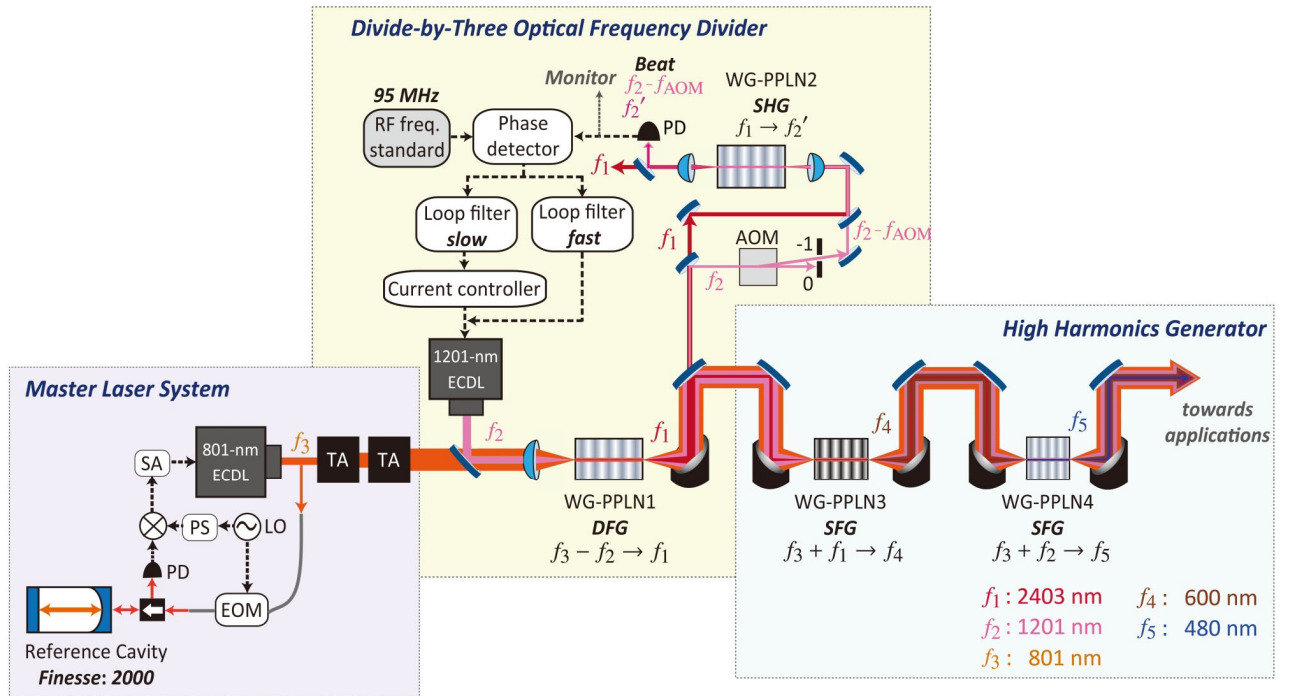 Divide-by-Three Optical Frequency Divider
Beat
f₂-f_AOM
f₂′
Monitor
95 MHz
RF freq.
standard
Phase
detector
PD
WG-PPLN2
SHG
f₁ → f₂′
f₁
Loop filter
slow
Loop filter
fast
f₁
AOM
-1
0
f₂
f₂-f_AOM
Current controller
1201-nm
ECDL
f₂
f₁
WG-PPLN1
DFG
f₃ − f₂ → f₁
High Harmonics Generator
f₄
f₅
towards
applications
WG-PPLN3
SFG
f₃ + f₁ → f₄
WG-PPLN4
SFG
f₃ + f₂ → f₅
f₁ : 2403 nm
f₂ : 1201 nm
f₃ : 801 nm
f₄ : 600 nm
f₅ : 480 nm
Master Laser System
801-nm
ECDL
f₃
TA
TA
SA
PS
LO
PD
EOM
Reference Cavity
Finesse: 2000